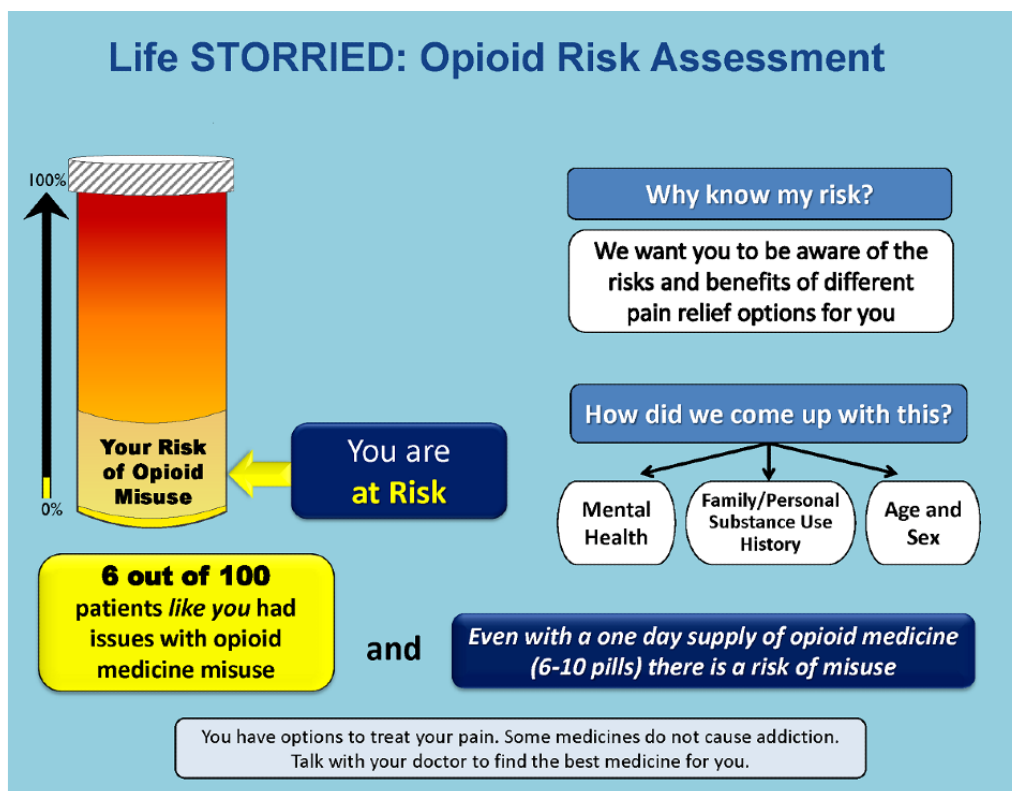 Life STORRIED: Opioid Risk Assessment
100%
0%
Your Risk
of Opioid
Misuse
You are
at Risk
6 out of 100
patients like you had
issues with opioid
medicine misuse
and
Even with a one day supply of opioid medicine
(6-10 pills) there is a risk of misuse
Why know my risk?
We want you to be aware of the
risks and benefits of different
pain relief options for you
How did we come up with this?
Mental
Health
Family/Personal
Substance Use
History
Age and
Sex
You have options to treat your pain. Some medicines do not cause addiction.
Talk with your doctor to find the best medicine for you.